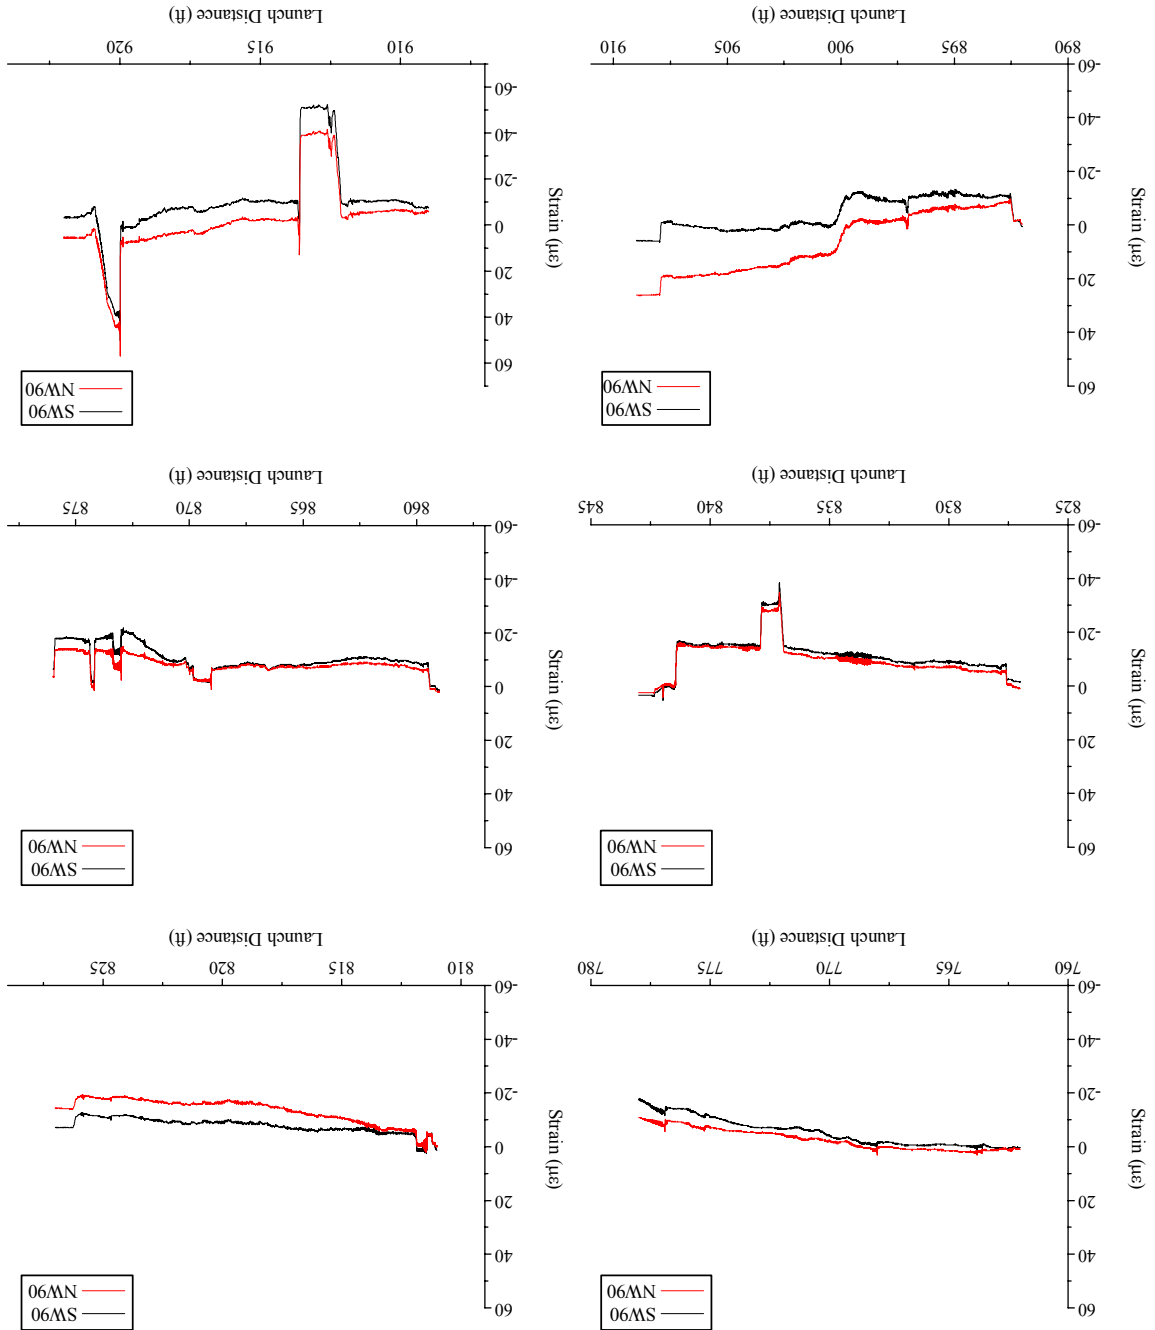 SW90
NW90
60
40
20
0
-20
-40
-60
Strain (με)
760 765 770 775 780
Launch Distance (ft)
SW90
NW90
60
40
20
0
-20
-40
-60
Strain (με)
810 815 820 825
Launch Distance (ft)
SW90
NW90
60
40
20
0
-20
-40
-60
Strain (με)
825 830 835 840 845
Launch Distance (ft)
SW90
NW90
60
40
20
0
-20
-40
-60
Strain (με)
860 865 870 875
Launch Distance (ft)
SW90
NW90
60
40
20
0
-20
-40
-60
Strain (με)
890 895 900 905 910
Launch Distance (ft)
SW90
NW90
60
40
20
0
-20
-40
-60
Strain (με)
910 915 920
Launch Distance (ft)